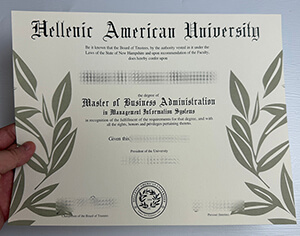 Hellenic American University
Be it known that the Board of Trustees, by the authority vested in it under the
Laws of the State of New Hampshire and upon recommendation of the Faculty,
does hereby confer upon
the degree of
Master of Business Administration
in Management Information Systems
in recognition of the fulfillment of the requirements for that degree, and with
all the rights, honors and privileges pertaining thereto.
Given this
President of the University